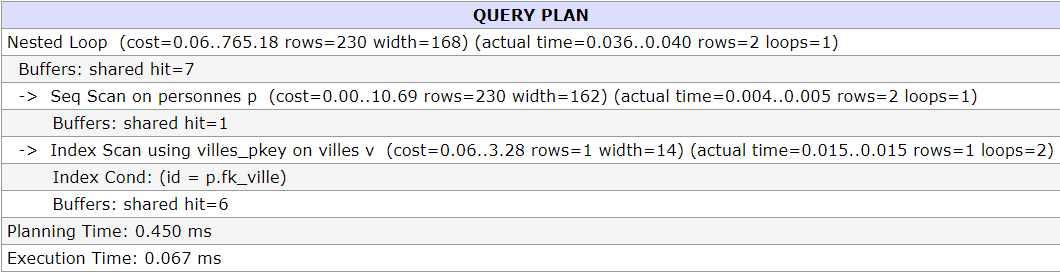 QUERY PLAN
Nested Loop (cost=0.06..765.18 rows=230 width=168) (actual time=0.036..0.040 rows=2 loops=1)
Buffers: shared hit=7
-> Seq Scan on personnes p (cost=0.00..10.69 rows=230 width=162) (actual time=0.004..0.005 rows=2 loops=1)
Buffers: shared hit=1
-> Index Scan using villes_pkey on villes v (cost=0.06..3.28 rows=1 width=14) (actual time=0.015..0.015 rows=1 loops=2)
Index Cond: (id = p.fk_ville)
Buffers: shared hit=6
Planning Time: 0.450 ms
Execution Time: 0.067 ms